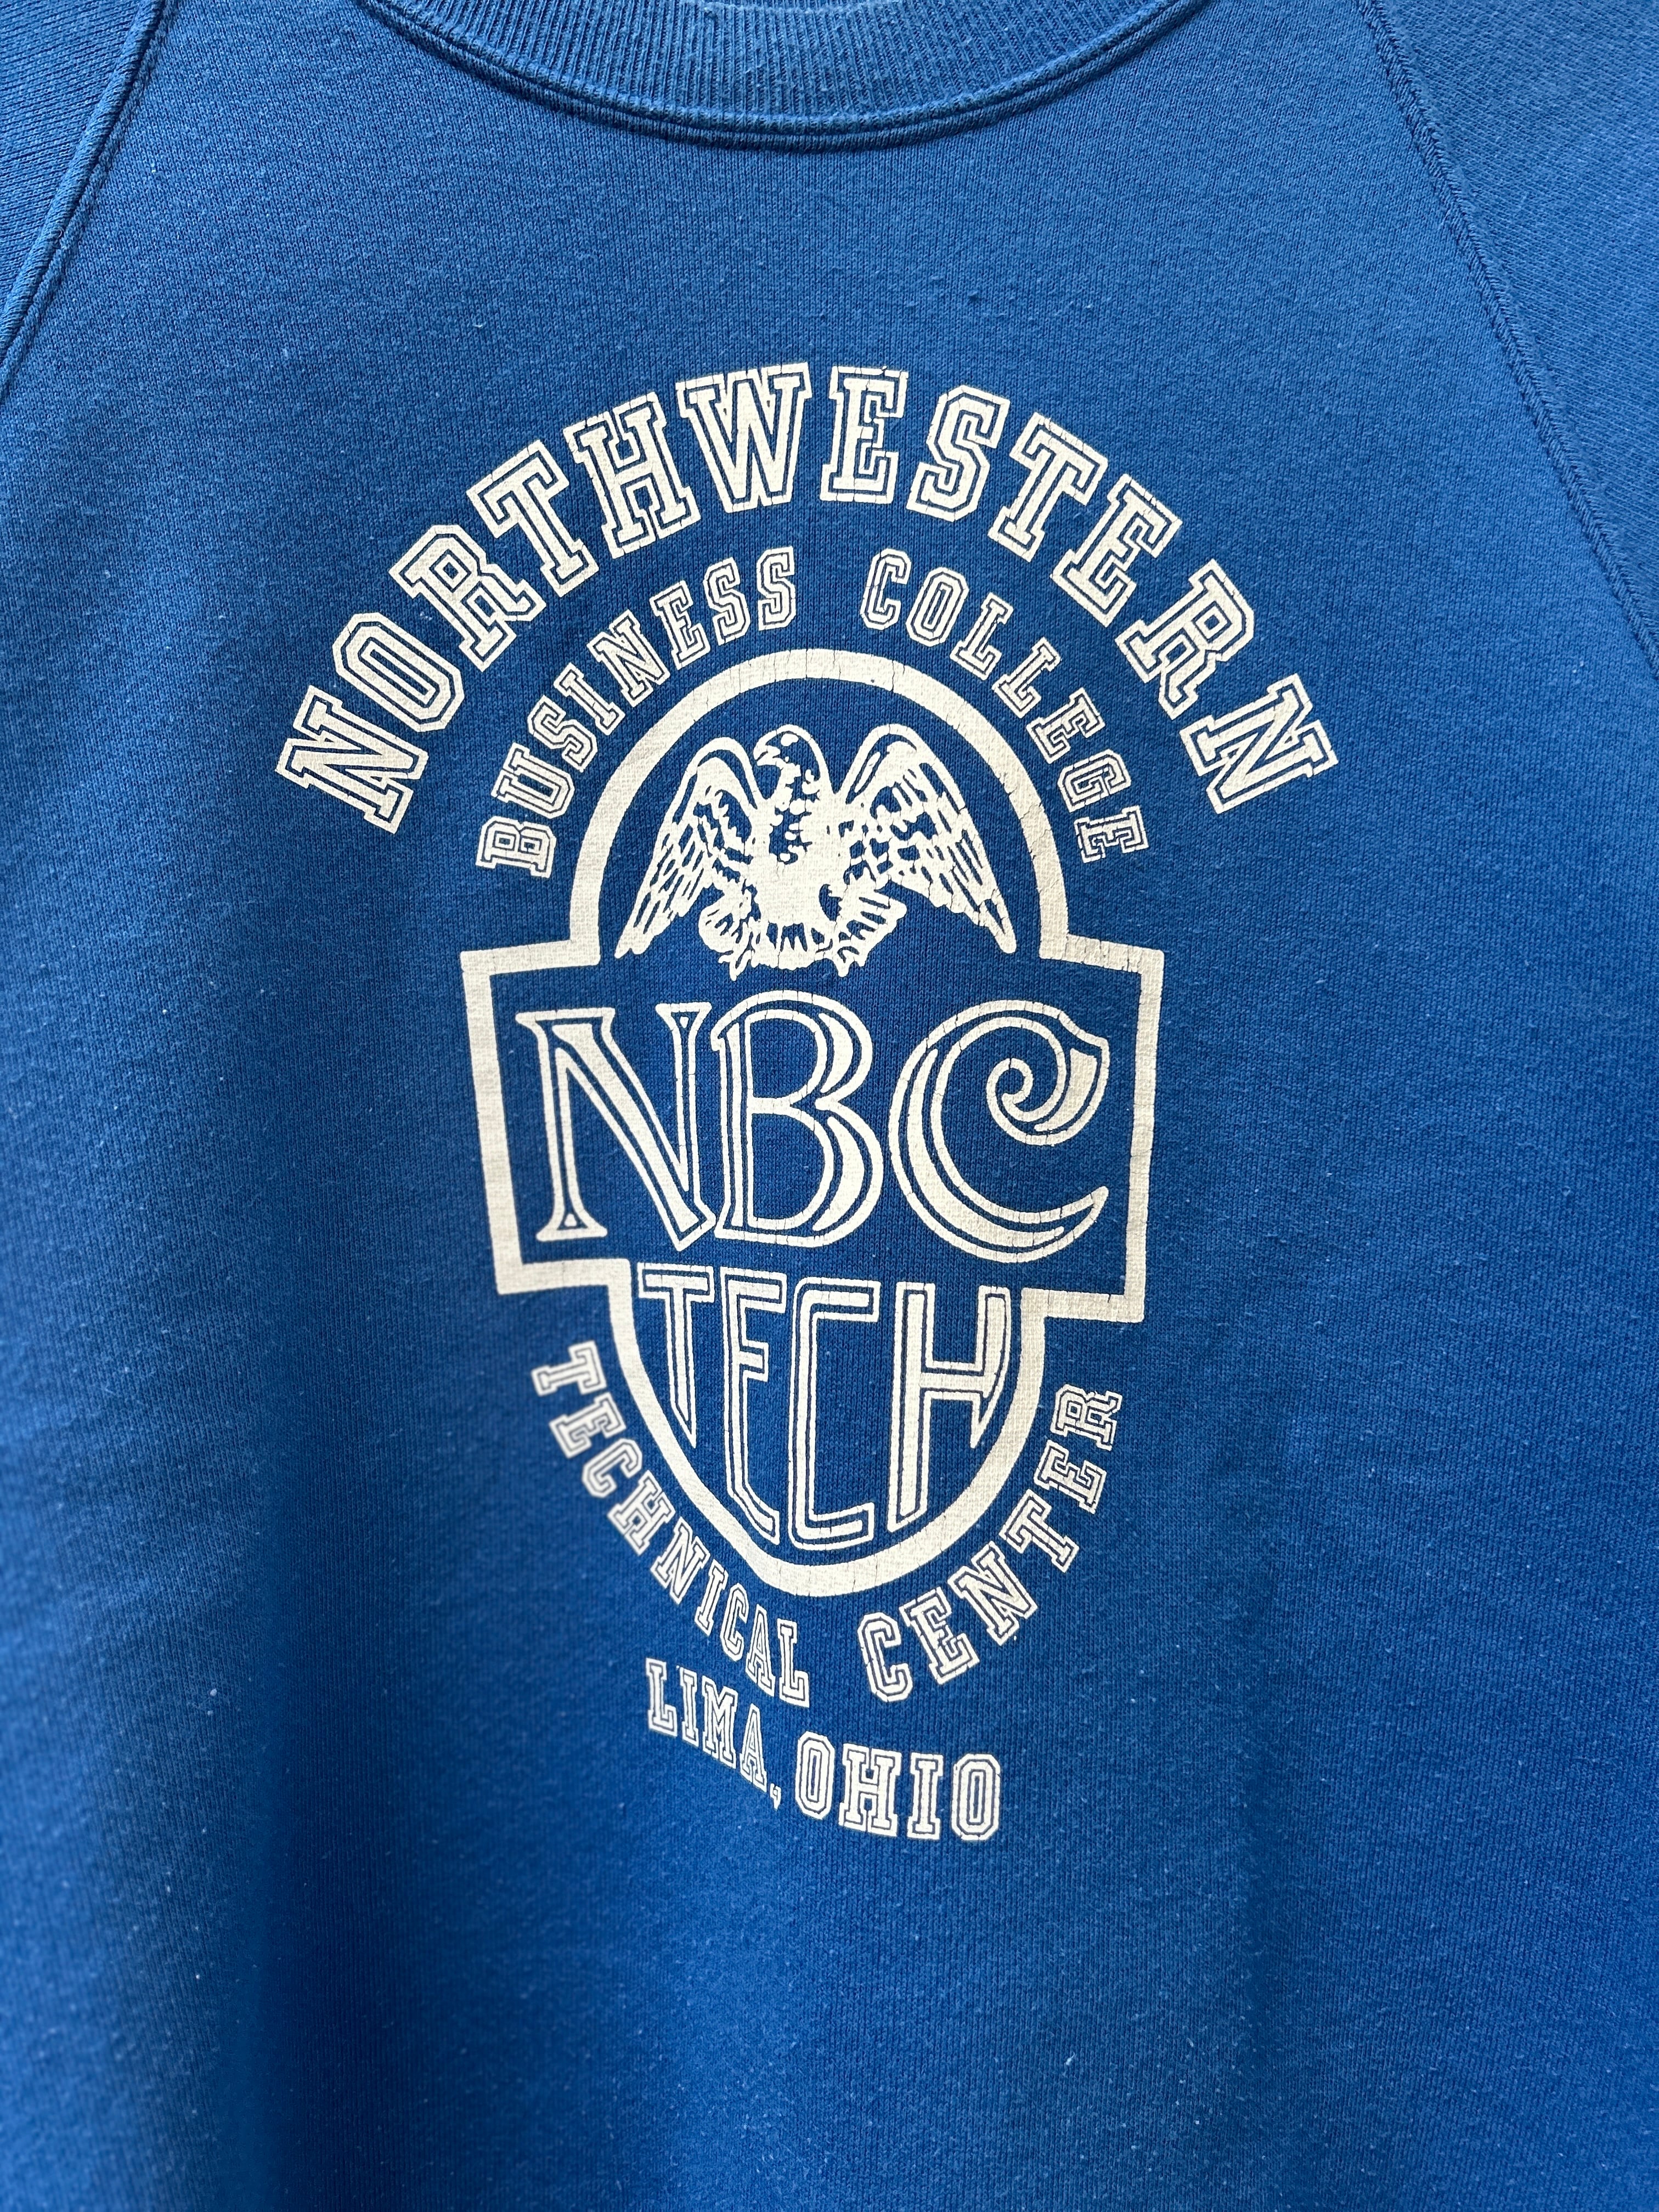 NORTHWESTERN
BUSINESS COLLEGE
NBC
TECH
TECHNICAL CENTER
LIMA, OHIO